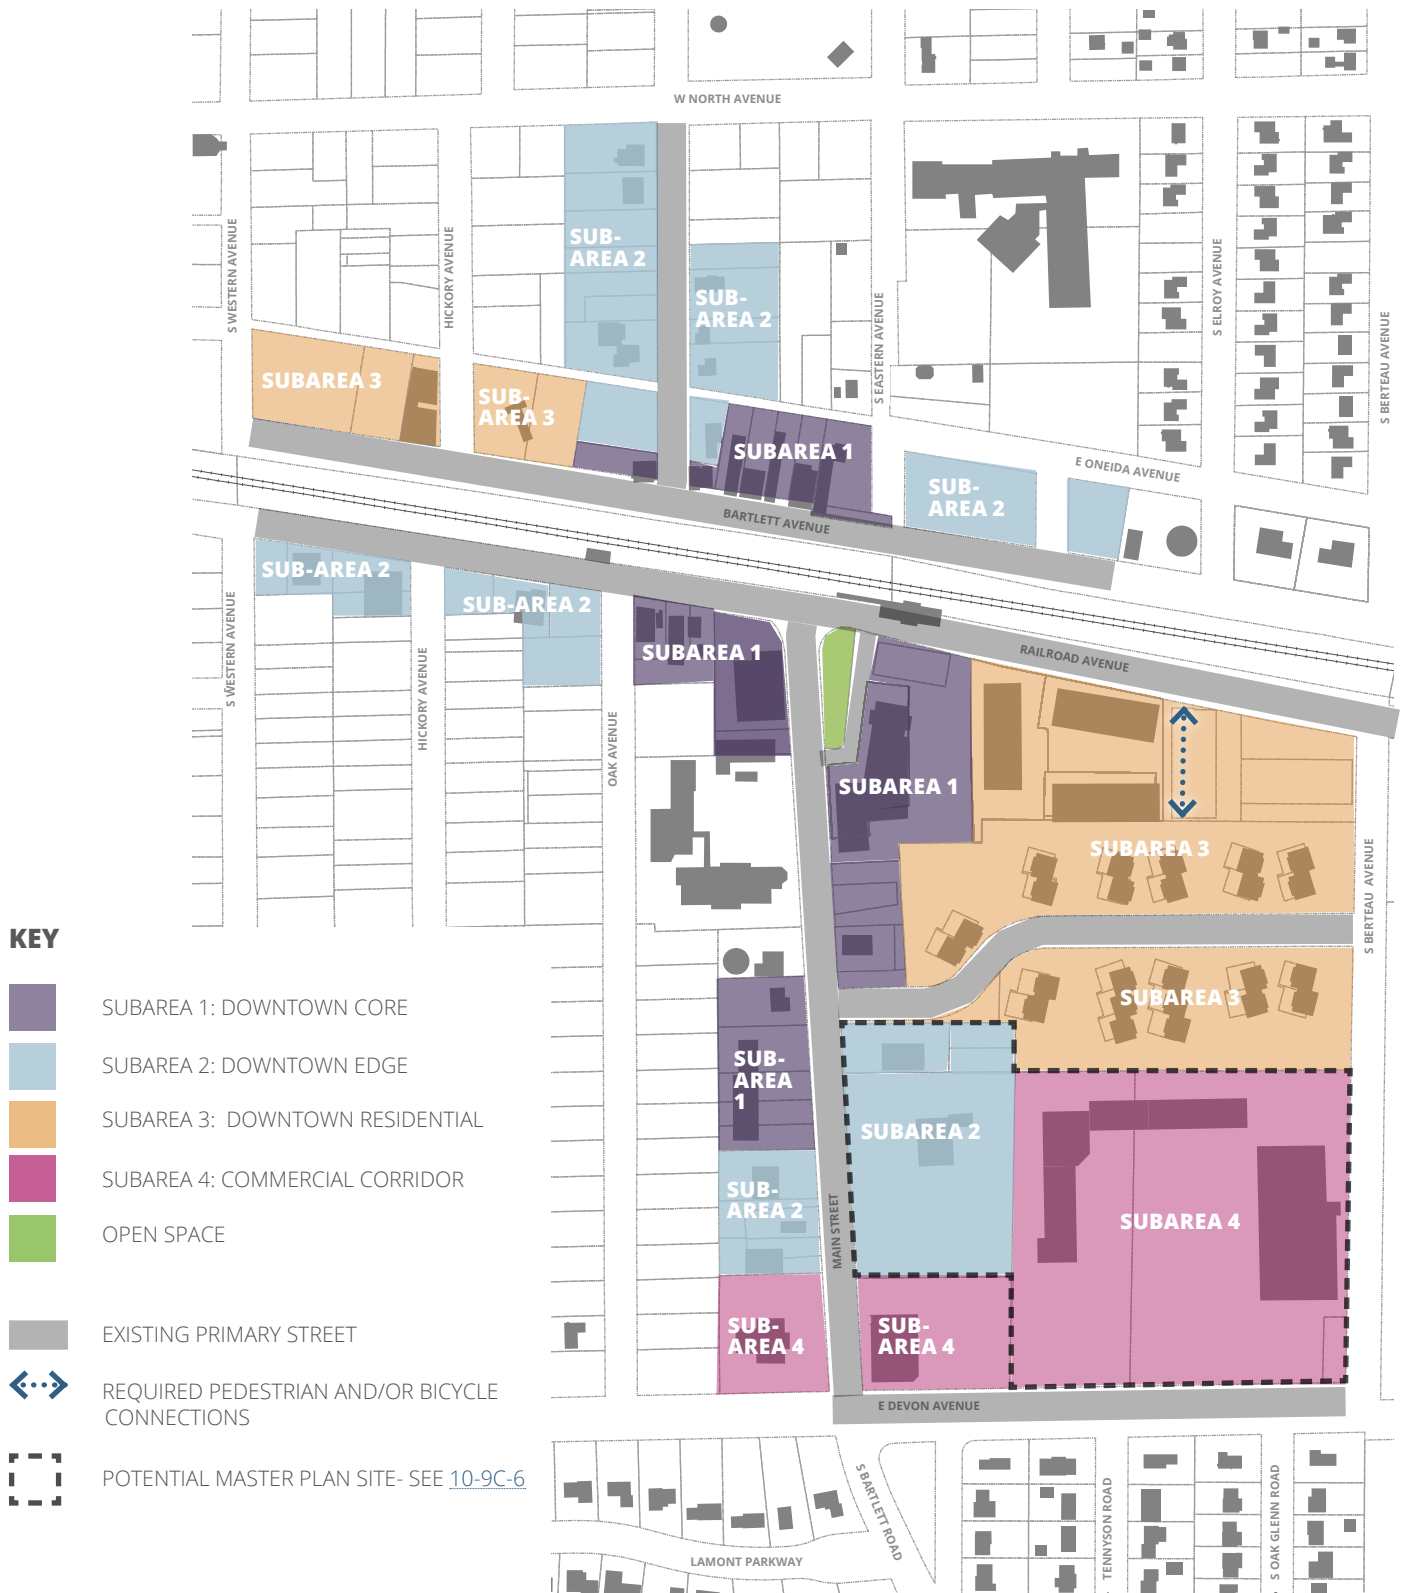 W NORTH AVENUE
S WESTERN AVENUE
HICKORY AVENUE
SUB-
AREA 2
SUB-
AREA 2
S EASTERN AVENUE
S ELROY AVENUE
S BERTEAU AVENUE
SUBAREA 3
SUB-
AREA 3
SUBAREA 1
E ONEIDA AVENUE
SUB-
AREA 2
BARTLETT AVENUE
SUB-AREA 2
SUB-AREA 2
S WESTERN AVENUE
HICKORY AVENUE
OAK AVENUE
SUBAREA 1
RAILROAD AVENUE
SUBAREA 1
SUBAREA 3
S BERTEAU AVENUE
SUBAREA 3
SUB-
AREA
1
SUBAREA 2
SUB-
AREA 2
MAIN STREET
SUBAREA 4
SUB-
AREA 4
SUB-
AREA 4
E DEVON AVENUE
S BARTLETT ROAD
LAMONT PARKWAY
TENNYSON ROAD
S OAK GLENN ROAD
KEY
SUBAREA 1: DOWNTOWN CORE
SUBAREA 2: DOWNTOWN EDGE
SUBAREA 3: DOWNTOWN RESIDENTIAL
SUBAREA 4: COMMERCIAL CORRIDOR
OPEN SPACE
EXISTING PRIMARY STREET
REQUIRED PEDESTRIAN AND/OR BICYCLE
CONNECTIONS
POTENTIAL MASTER PLAN SITE- SEE 10-9C-6